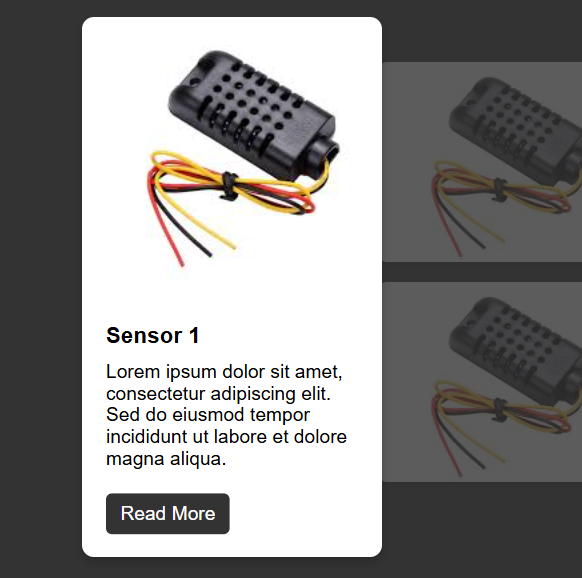 Sensor 1
Lorem ipsum dolor sit amet,
consectetur adipiscing elit.
Sed do eiusmod tempor
incididunt ut labore et dolore
magna aliqua.
Read More